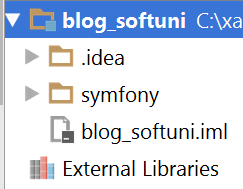 blog_softuni C:\xa
.idea
symfony
blog_softuni.iml
External Libraries